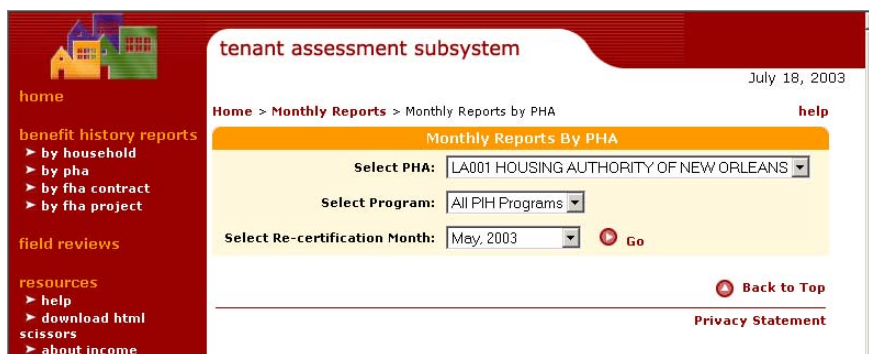 tenant assessment subsystem
July 18, 2003
home
Home > Monthly Reports > Monthly Reports by PHA
help
benefit history reports
➤ by household
➤ by pha
➤ by fha contract
➤ by fha project
field reviews
resources
➤ help
➤ download html
scissors
➤ about income
Monthly Reports By PHA
Select PHA: LA001 HOUSING AUTHORITY OF NEW ORLEANS
Select Program: All PIH Programs
Select Re-certification Month: May, 2003 Go
Back to Top
Privacy Statement